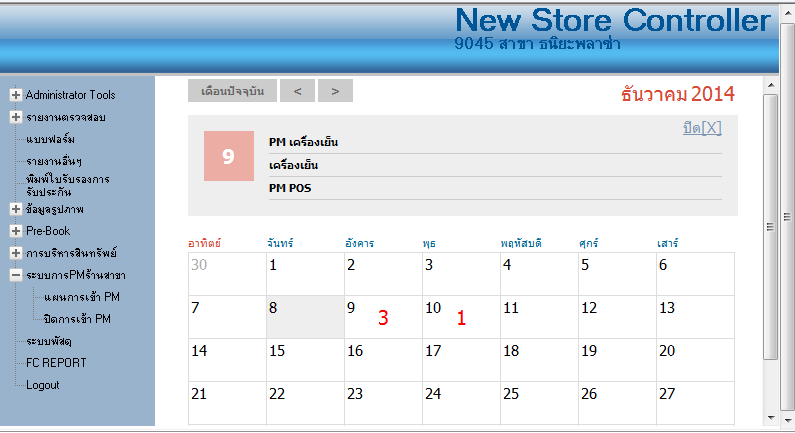 New Store Controller
9045 สาขา ธนิยะพลาซ่า
Administrator Tools
รายงานตรวจสอบ
แบบฟอร์ม
รายงานอื่นๆ
พิมพ์ใบรับรองการ
รับประกัน
ข้อมูลรูปภาพ
Pre-Book
การบริหารสินทรัพย์
ระบบการPMร้านสาขา
แผนการเข้า PM
ปิดการเข้า PM
ระบบพัสดุ
FC REPORT
Logout
เดือนปัจจุบัน < >
ธันวาคม 2014
ปิด[X]
9
PM เครื่องเย็น
เครื่องเย็น
PM POS
อาทิตย์ จันทร์ อังคาร พุธ พฤหัสบดี ศุกร์ เสาร์
30 1 2 3 4 5 6
7 8 9 3 10 1 11 12 13
14 15 16 17 18 19 20
21 22 23 24 25 26 27